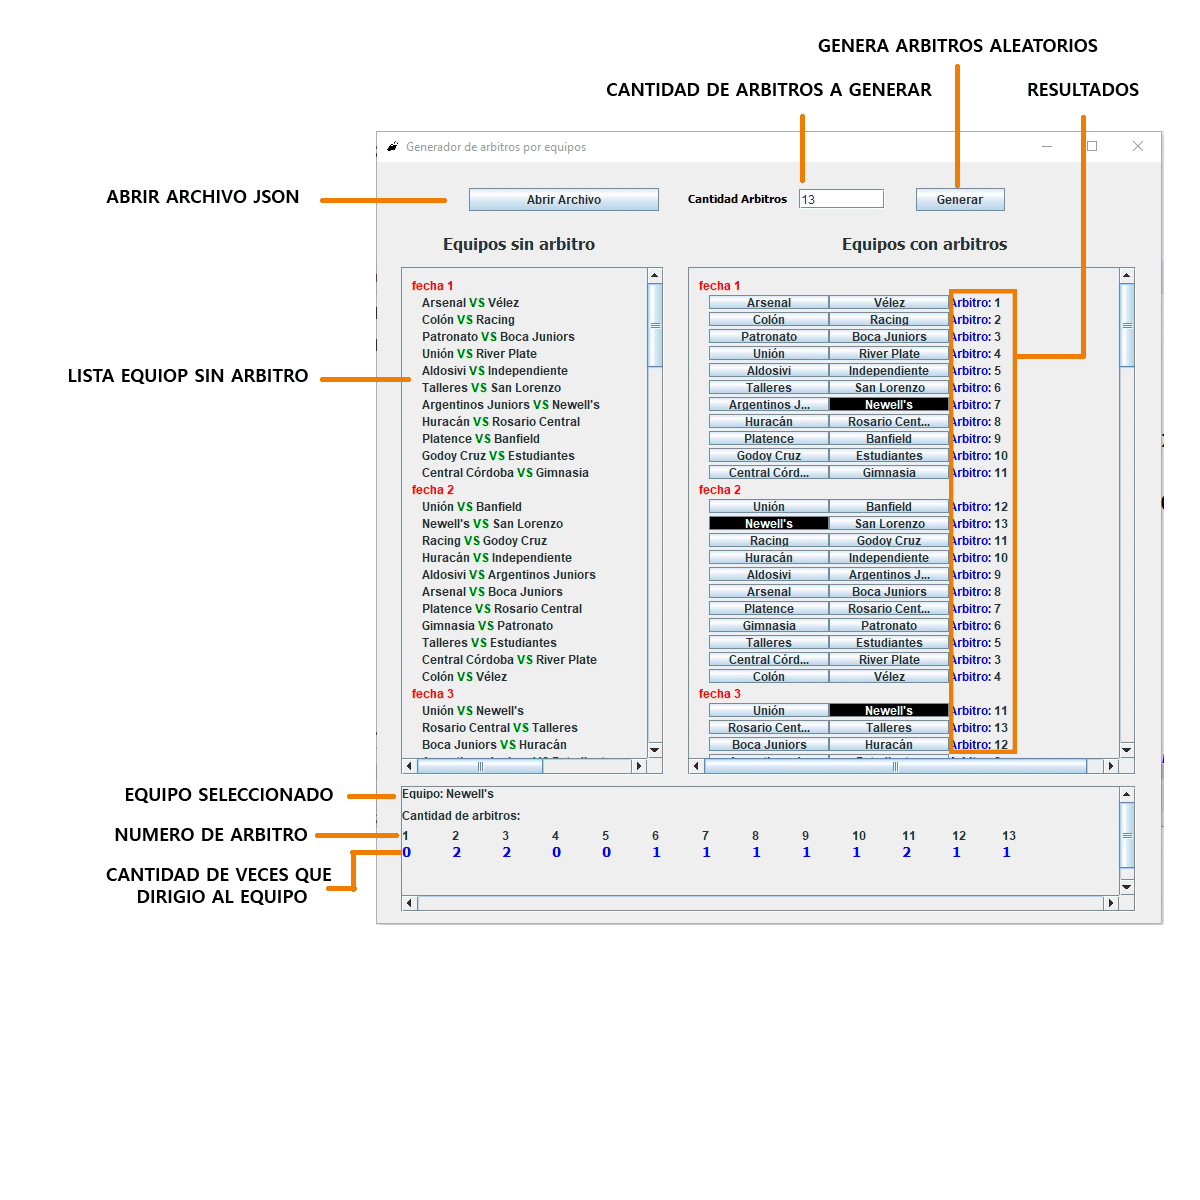 GENERA ARBITROS ALEATORIOS
CANTIDAD DE ARBITROS A GENERAR
RESULTADOS
Generador de arbitros por equipos
ABRIR ARCHIVO JSON
Abrir Archivo
Cantidad Arbitros
13
Generar
Equipos sin arbitro
fecha 1
Arsenal VS Vélez
Colón VS Racing
Patronato VS Boca Juniors
Unión VS River Plate
Aldosivi VS Independiente
Talleres VS San Lorenzo
Argentinos Juniors VS Newell's
Huracán VS Rosario Central
Platence VS Banfield
Godoy Cruz VS Estudiantes
Central Córdoba VS Gimnasia
fecha 2
Unión VS Banfield
Newell's VS San Lorenzo
Racing VS Godoy Cruz
Huracán VS Independiente
Aldosivi VS Argentinos Juniors
Arsenal VS Boca Juniors
Platence VS Rosario Central
Gimnasia VS Patronato
Talleres VS Estudiantes
Central Córdoba VS River Plate
Colón VS Vélez
fecha 3
Unión VS Newell's
Rosario Central VS Talleres
Boca Juniors VS Huracán
LISTA EQUIOP SIN ARBITRO
Equipos con arbitros
fecha 1
Arsenal Vélez Arbitro: 1
Colón Racing Arbitro: 2
Patronato Boca Juniors Arbitro: 3
Unión River Plate Arbitro: 4
Aldosivi Independiente Arbitro: 5
Talleres San Lorenzo Arbitro: 6
Argentinos J... Newell's Arbitro: 7
Huracán Rosario Cent... Arbitro: 8
Platence Banfield Arbitro: 9
Godoy Cruz Estudiantes Arbitro: 10
Central Córd... Gimnasia Arbitro: 11
fecha 2
Unión Banfield Arbitro: 12
Newell's San Lorenzo Arbitro: 13
Racing Godoy Cruz Arbitro: 11
Huracán Independiente Arbitro: 10
Aldosivi Argentinos J... Arbitro: 9
Arsenal Boca Juniors Arbitro: 8
Platence Rosario Cent... Arbitro: 7
Gimnasia Patronato Arbitro: 6
Talleres Estudiantes Arbitro: 5
Central Córd... River Plate Arbitro: 3
Colón Vélez Arbitro: 4
fecha 3
Unión Newell's Arbitro: 11
Rosario Cent... Talleres Arbitro: 13
Boca Juniors Huracán Arbitro: 12
EQUIPO SELECCIONADO
Equipo: Newell's
Cantidad de arbitros:
NUMERO DE ARBITRO
1 2 3 4 5 6 7 8 9 10 11 12 13
0 2 2 0 0 1 1 1 1 1 2 1 1
CANTIDAD DE VECES QUE
DIRIGIO AL EQUIPO